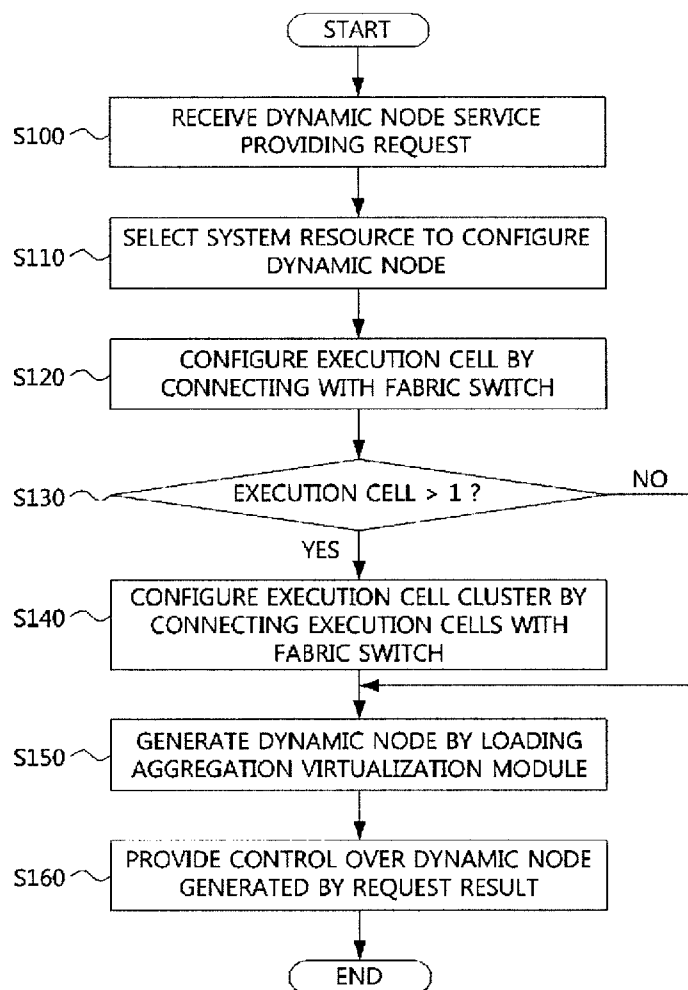 START
S100
RECEIVE DYNAMIC NODE SERVICE
PROVIDING REQUEST
S110
SELECT SYSTEM RESOURCE TO CONFIGURE
DYNAMIC NODE
S120
CONFIGURE EXECUTION CELL BY
CONNECTING WITH FABRIC SWITCH
S130
EXECUTION CELL > 1 ?
NO
YES
S140
CONFIGURE EXECUTION CELL CLUSTER BY
CONNECTING EXECUTION CELLS WITH
FABRIC SWITCH
S150
GENERATE DYNAMIC NODE BY LOADING
AGGREGATION VIRTUALIZATION MODULE
S160
PROVIDE CONTROL OVER DYNAMIC NODE
GENERATED BY REQUEST RESULT
END